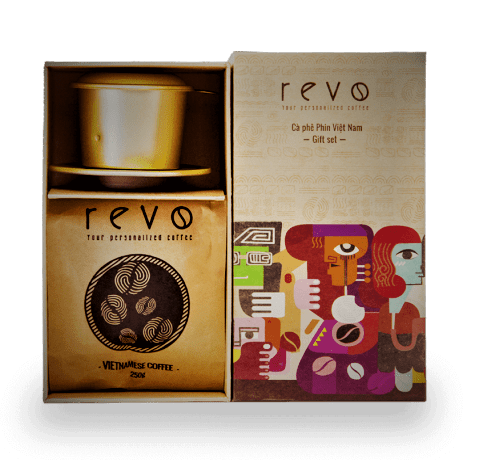 revo
Your personalized coffee
- VIETNAMESE COFFEE -
250g
revo
Your personalized coffee
Cà phê Phin Việt Nam
— Gift set —